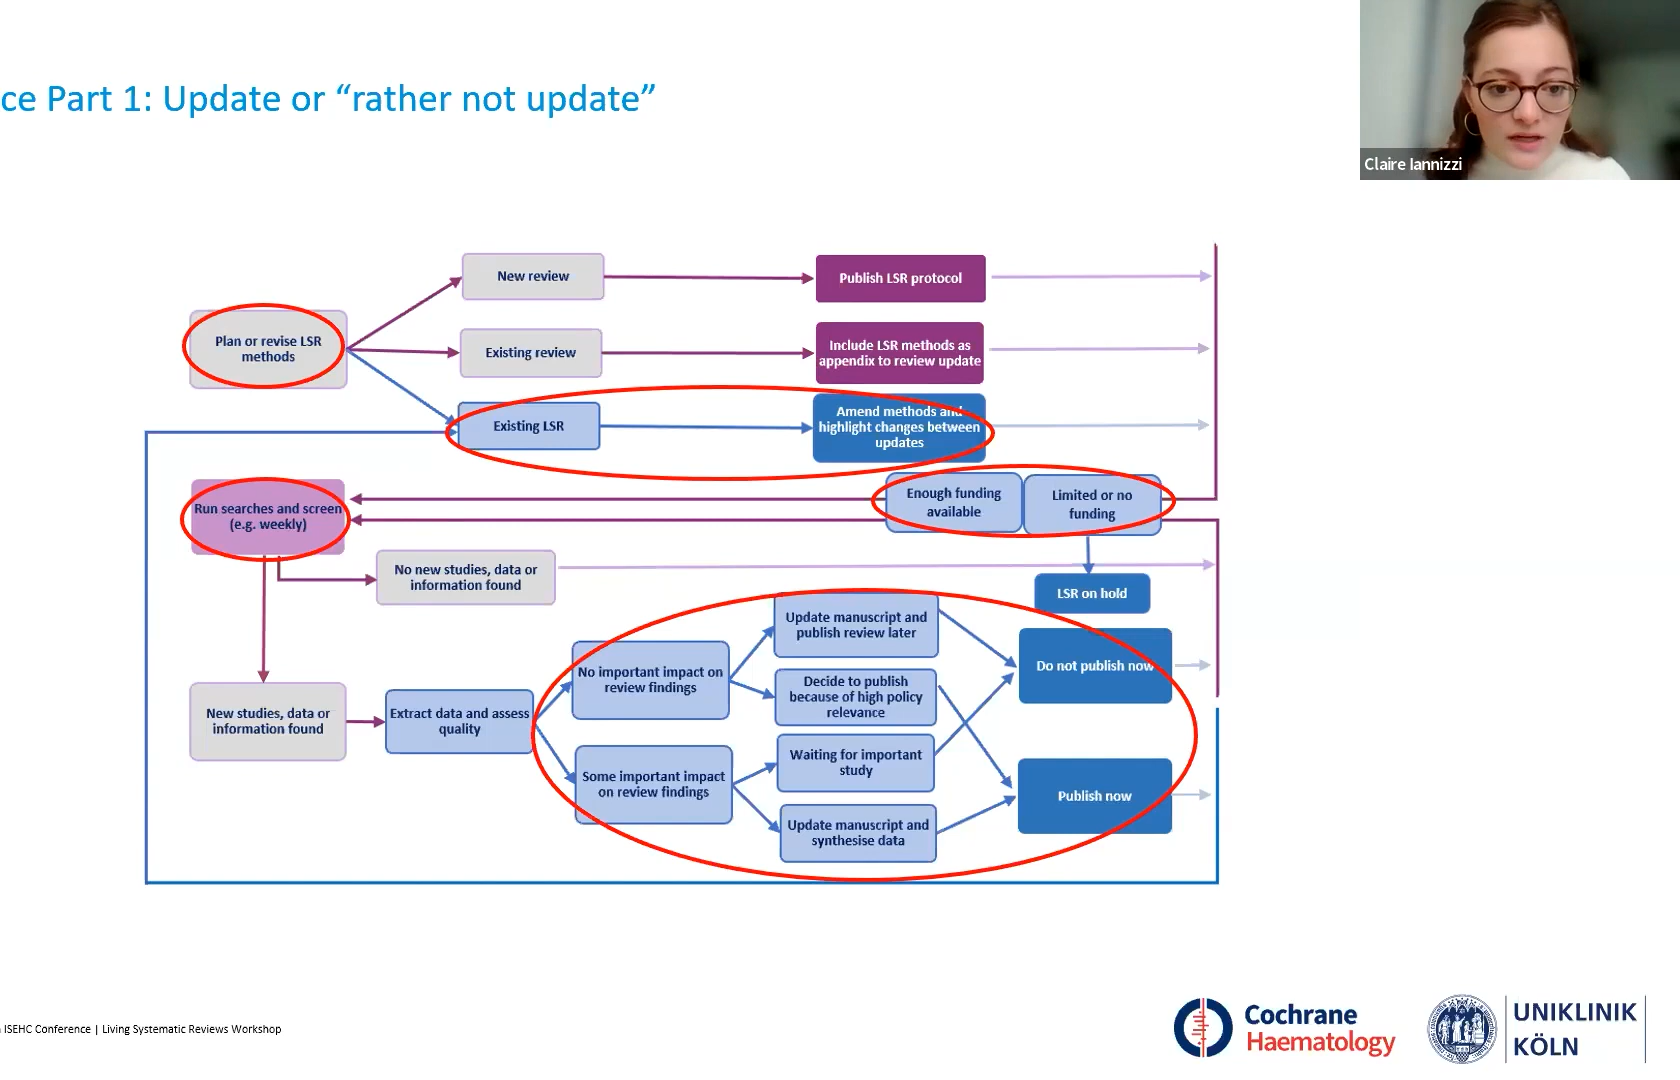 ce Part 1: Update or “rather not update”
Claire Iannizzi
New review
Publish LSR protocol
Plan or revise LSR
methods
Existing review
Include LSR methods as
appendix to review update
Existing LSR
Amend methods and
highlight changes between
updates
Run searches and screen
(e.g. weekly)
Enough funding
available
Limited or no
funding
No new studies, data or
information found
LSR on hold
Update manuscript and
publish review later
No important impact on
review findings
Do not publish now
Decide to publish
because of high policy
relevance
New studies, data or
information found
Extract data and assess
quality
Waiting for important
study
Some important impact
on review findings
Publish now
Update manuscript and
synthesise data
ISEHC Conference | Living Systematic Reviews Workshop
Cochrane
Haematology
UNIKLINIK
KÖLN